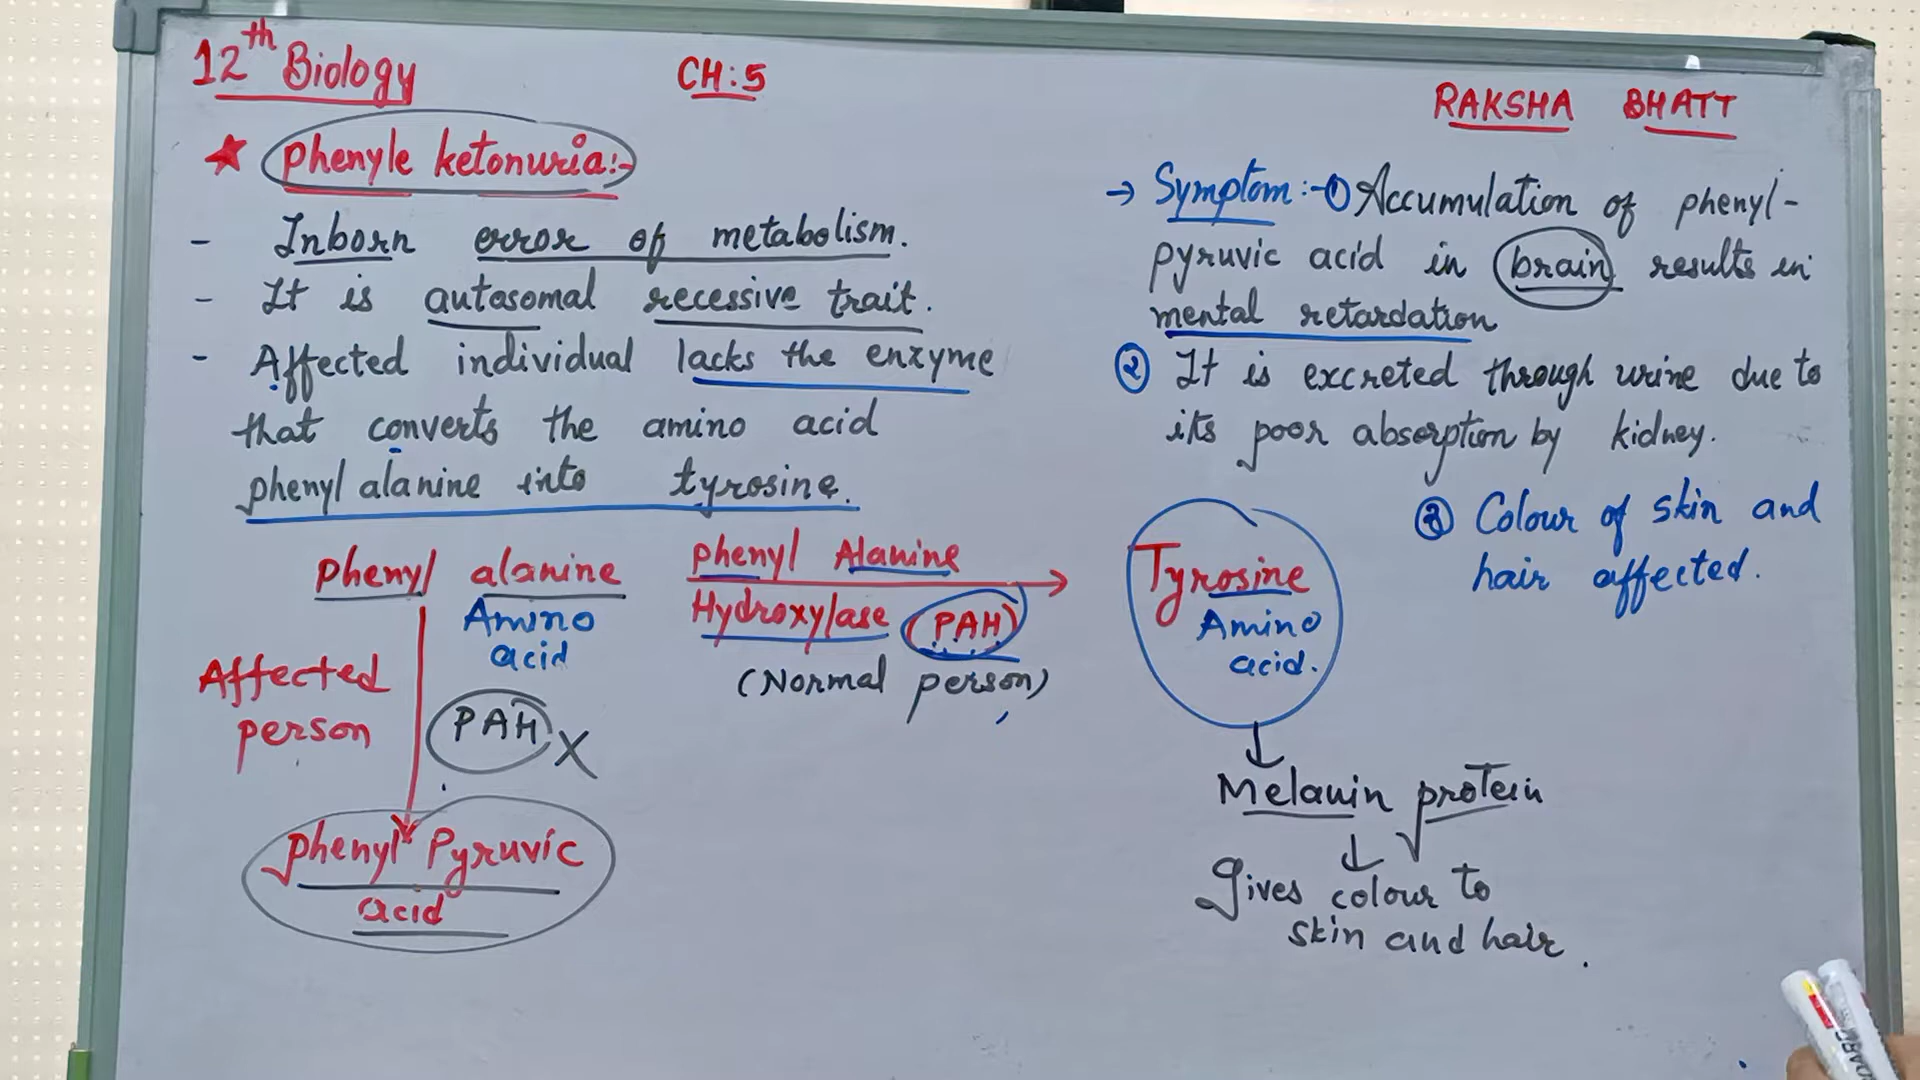 12th Biology
CH:5
RAKSHA BHATT
★ phenyle ketonuria:-
- Inborn error of metabolism.
- It is autosomal recessive trait.
- Affected individual lacks the enzyme
that converts the amino acid
phenyl alanine into tyrosine.
phenyl alanine
Amino
acid
phenyl Alanine
Hydroxylase (PAH)
(Normal person)
Tyrosine
Amino
acid.
Affected
person
PAH X
phenyl Pyruvic
acid
→ Symptom:-① Accumulation of phenyl-
pyruvic acid in brain results in
mental retardation
② It is excreted through urine due to
its poor absorption by kidney.
③ Colour of skin and
hair affected.
↓
Melanin protein
↓
Gives colour to
skin and hair.